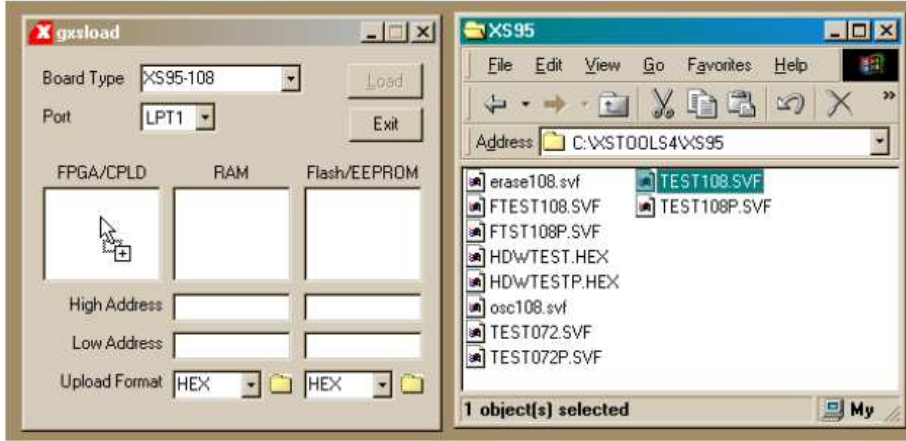 gxsload
Board Type XS95-108 Load
Port LPT1 Exit
FPGA/CPLD RAM Flash/EEPROM
High Address
Low Address
Upload Format HEX HEX
XS95
File Edit View Go Favorites Help
»
Address C:\XSTOOLS4\XS95
erase108.svf TEST108.SVF
FTEST108.SVF TEST108P.SVF
FTST108P.SVF
HDWTEST.HEX
HDWTESTP.HEX
osc108.svf
TEST072.SVF
TEST072P.SVF
1 object(s) selected My